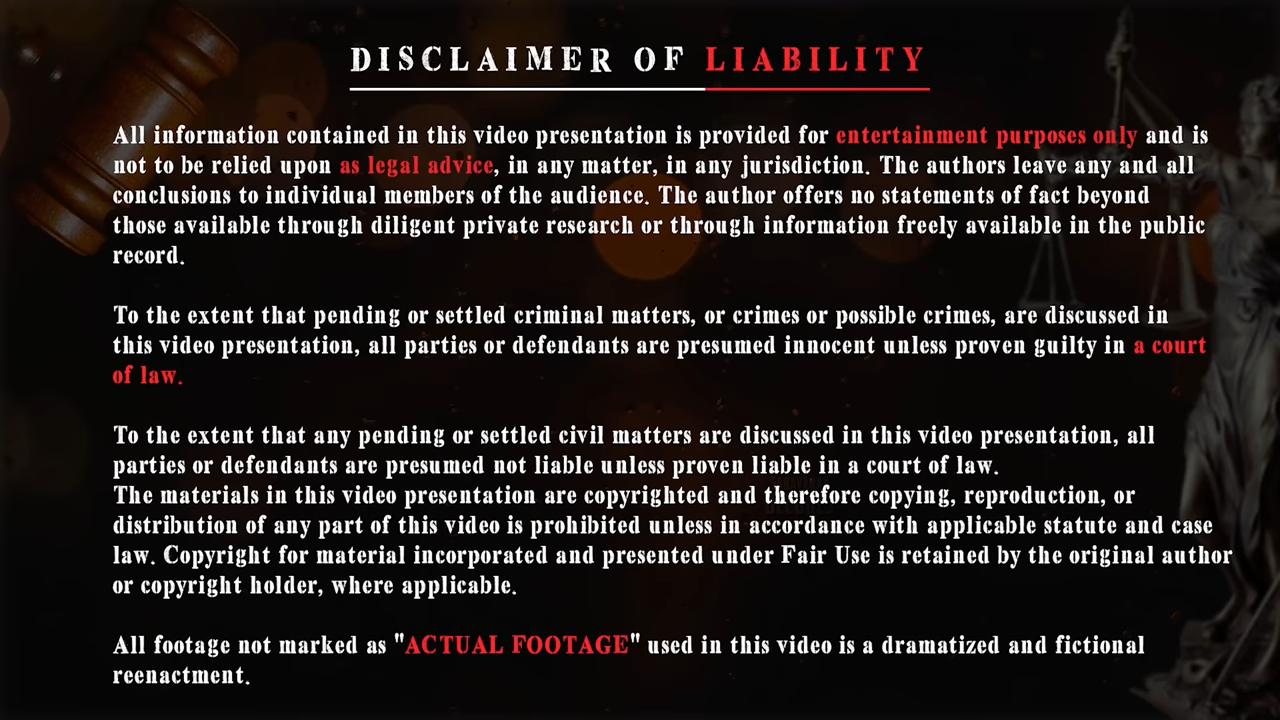 DISCLAIMER OF LIABILITY
All information contained in this video presentation is provided for entertainment purposes only and is
not to be relied upon as legal advice, in any matter, in any jurisdiction. The authors leave any and all
conclusions to individual members of the audience. The author offers no statements of fact beyond
those available through diligent private research or through information freely available in the public
record.
To the extent that pending or settled criminal matters, or crimes or possible crimes, are discussed in
this video presentation, all parties or defendants are presumed innocent unless proven guilty in a court
of law.
To the extent that any pending or settled civil matters are discussed in this video presentation, all
parties or defendants are presumed not liable unless proven liable in a court of law.
The materials in this video presentation are copyrighted and therefore copying, reproduction, or
distribution of any part of this video is prohibited unless in accordance with applicable statute and case
law. Copyright for material incorporated and presented under Fair Use is retained by the original author
or copyright holder, where applicable.
All footage not marked as "ACTUAL FOOTAGE" used in this video is a dramatized and fictional
reenactment.